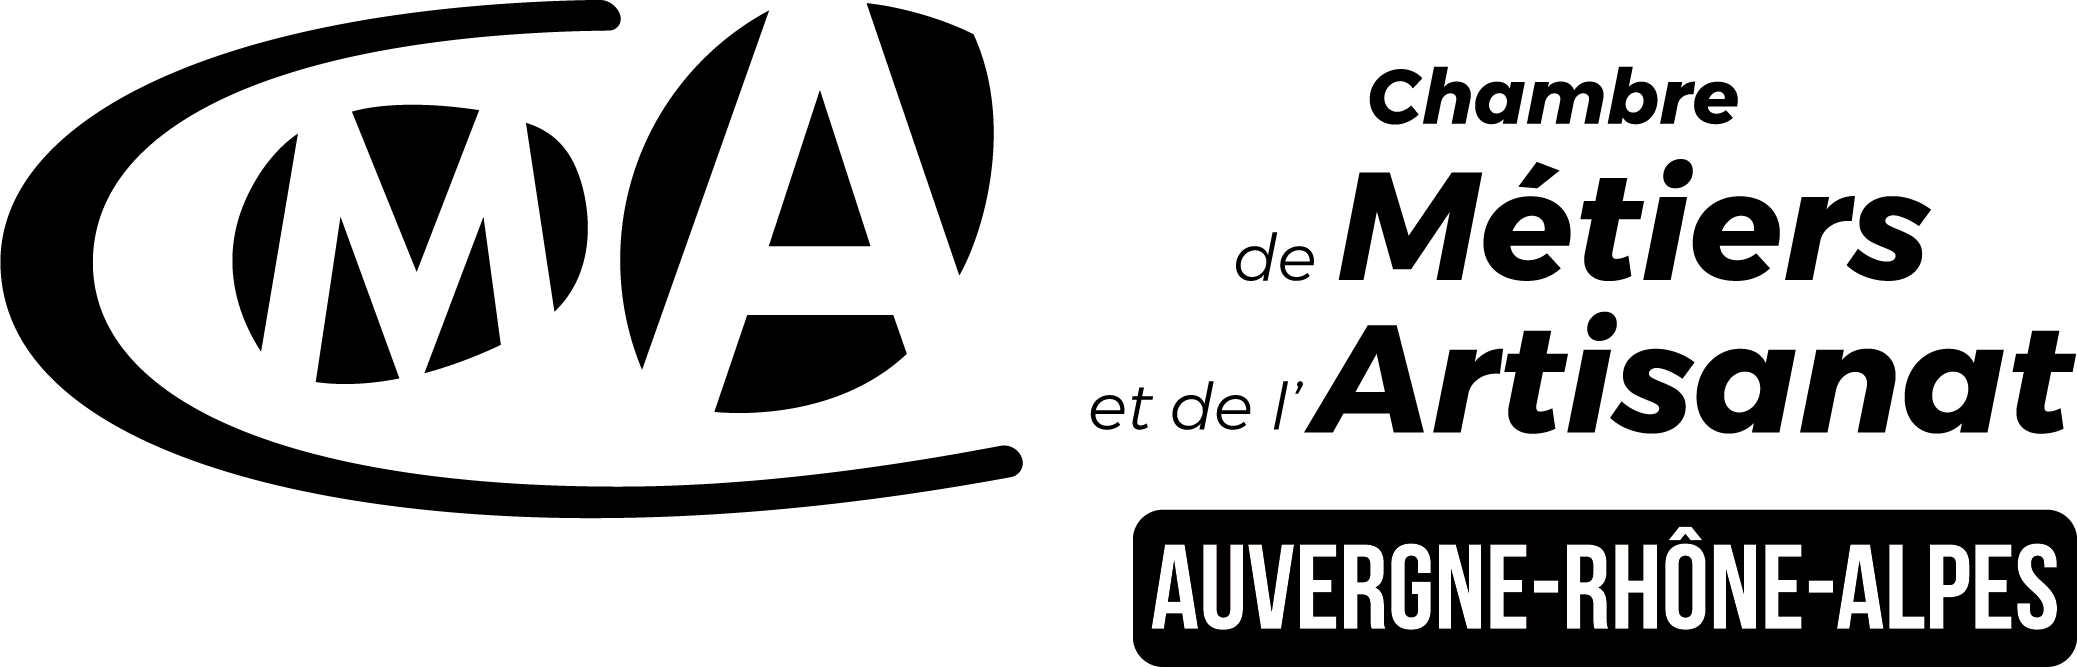 CMA
Chambre
de Métiers
et de l’Artisanat
AUVERGNE-RHÔNE-ALPES